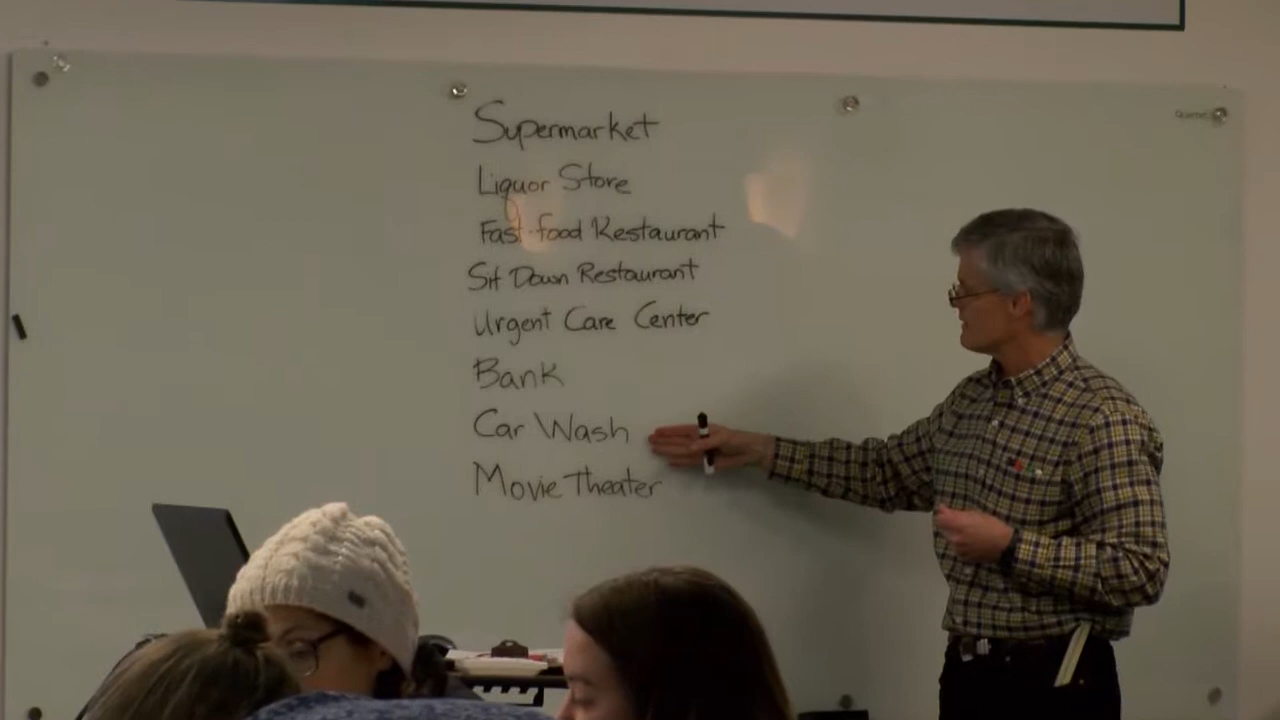 Supermarket
Liquor Store
Fast-food Restaurant
Sit Down Restaurant
Urgent Care Center
Bank
Car Wash
Movie Theater